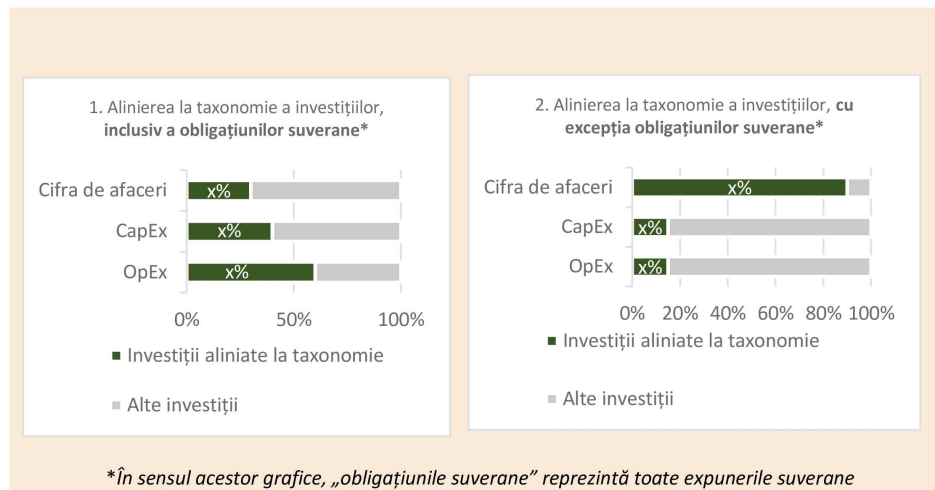 1. Alinierea la taxonomie a investițiilor,
inclusiv a obligațiunilor suverane*
Cifra de afaceri
x%
CapEx
x%
OpEx
x%
0% 50% 100%
Investiții aliniate la taxonomie
Alte investiții
2. Alinierea la taxonomie a investițiilor, cu
excepția obligațiunilor suverane*
Cifra de afaceri
x%
CapEx
x%
OpEx
x%
0% 20% 40% 60% 80% 100%
Investiții aliniate la taxonomie
Alte investiții
*În sensul acestor grafice, „obligațiunile suverane” reprezintă toate expunerile suverane